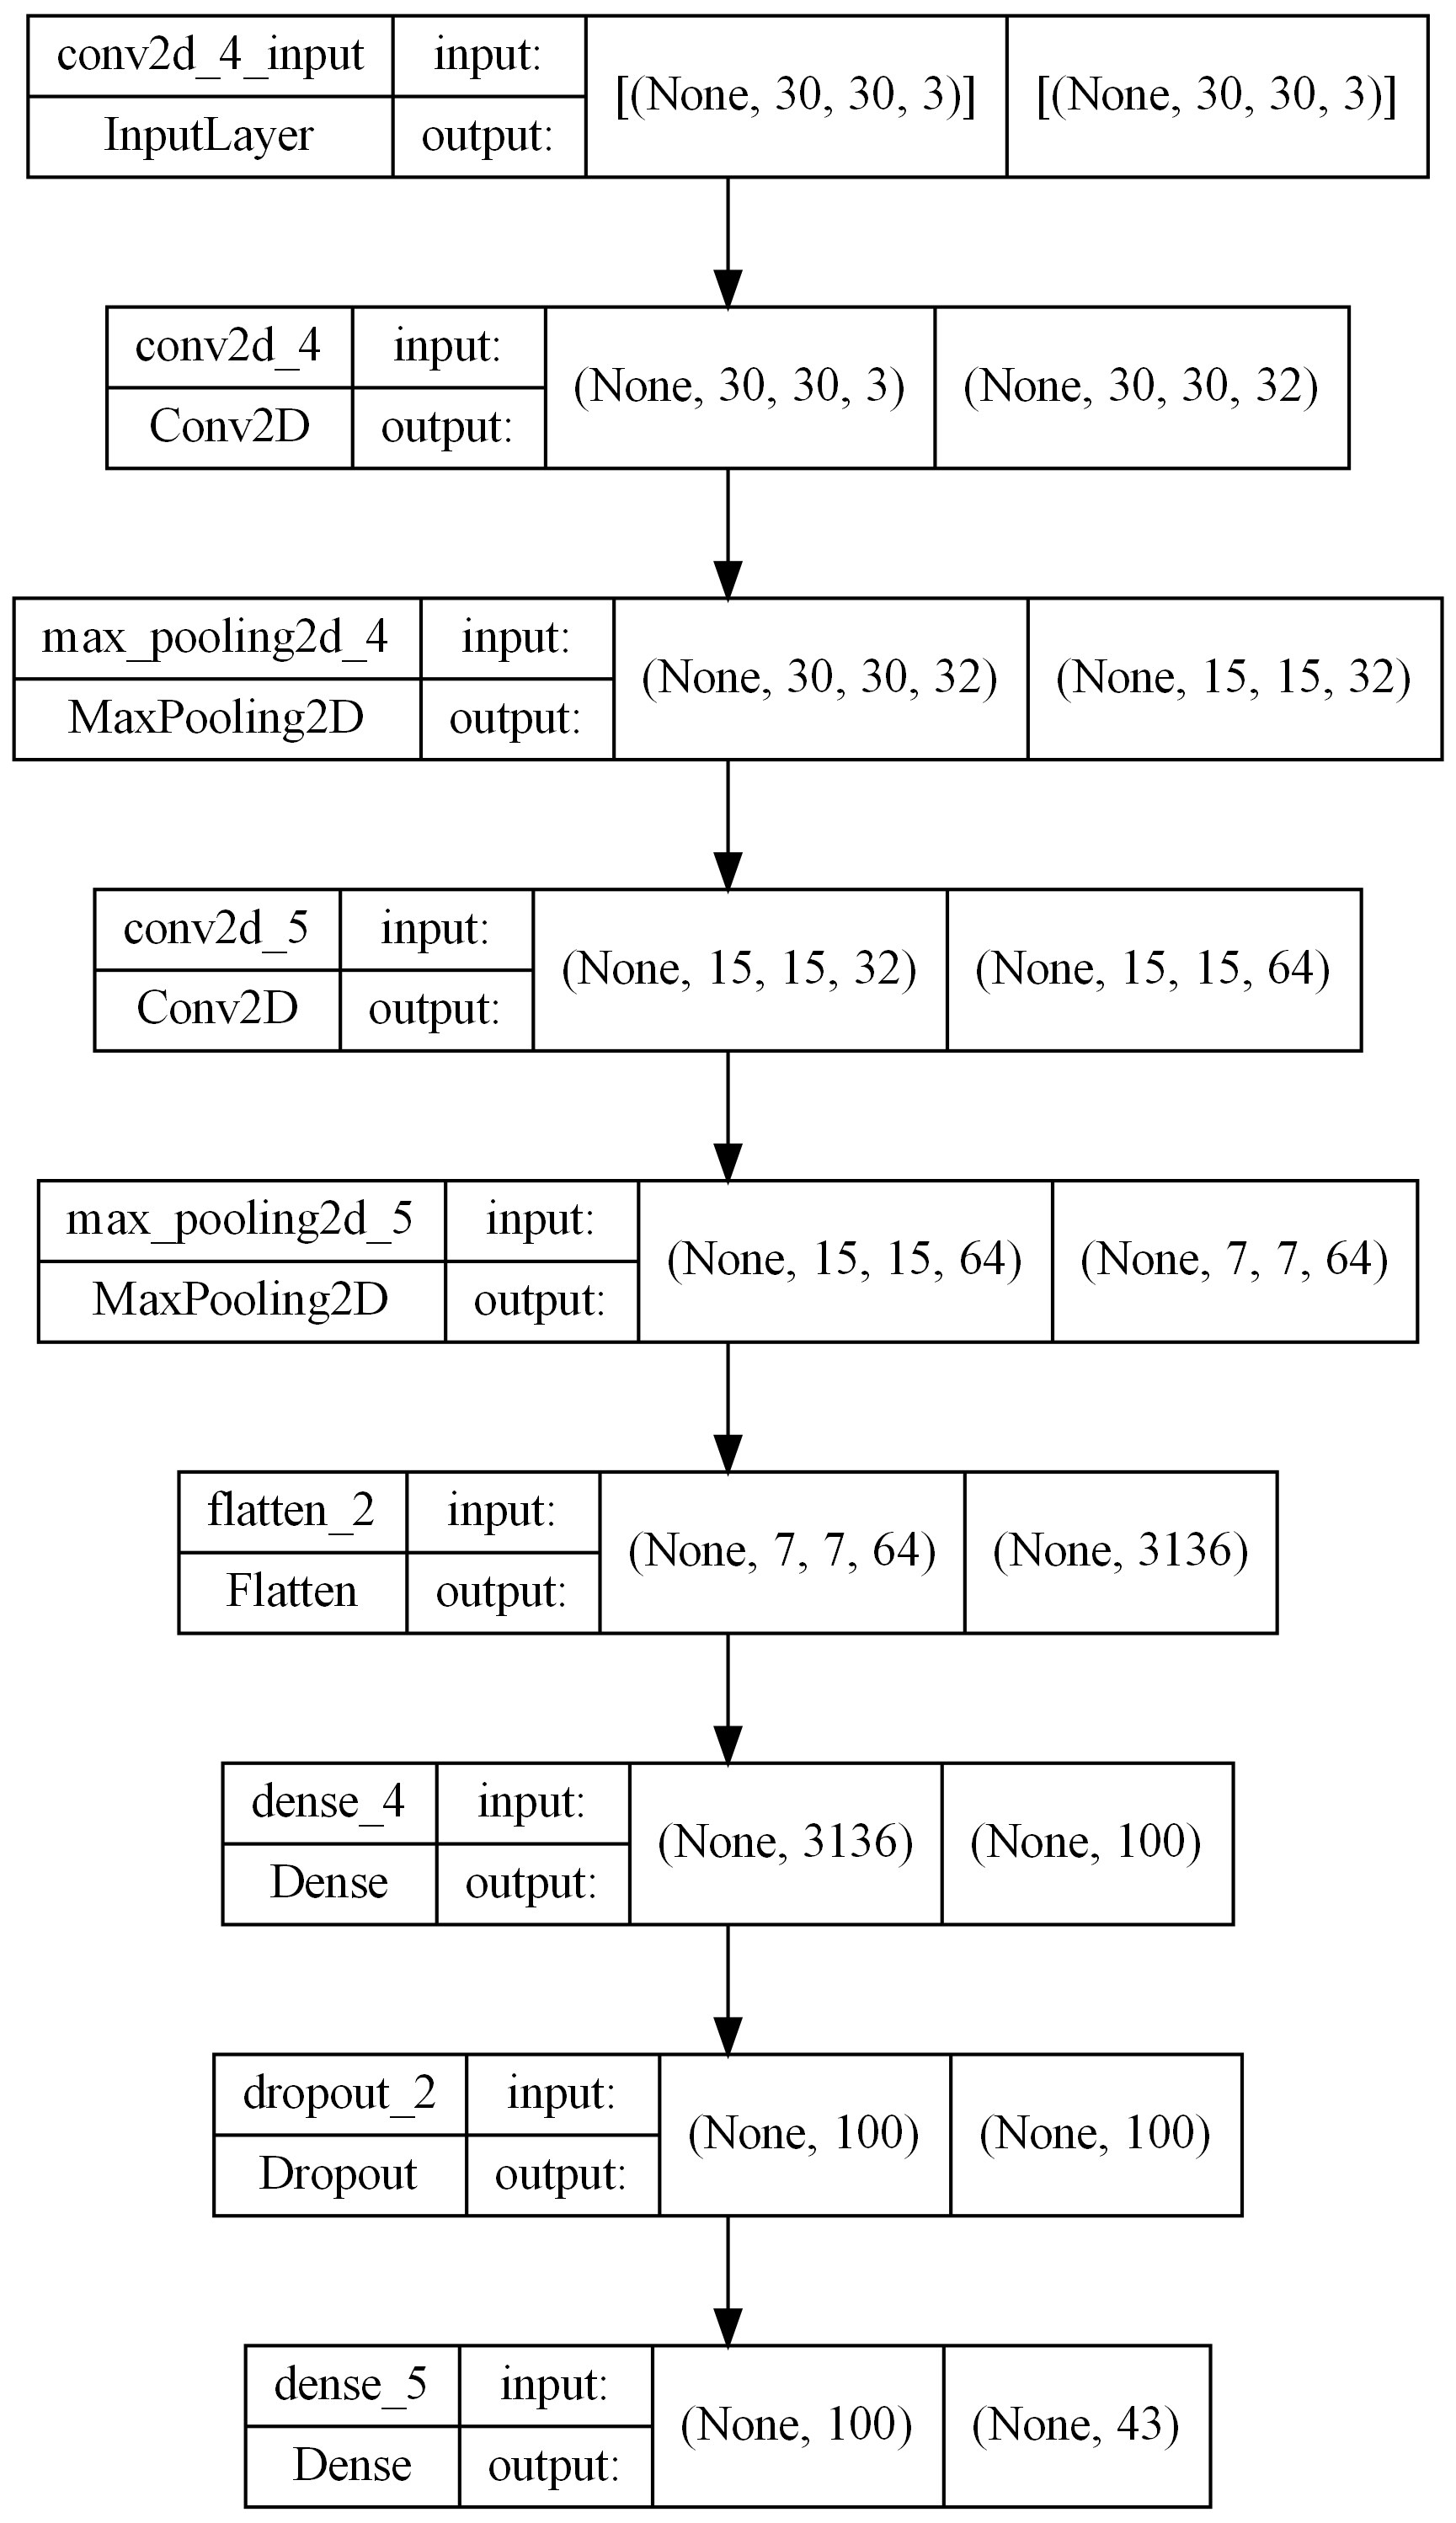 conv2d_4_input input: [(None, 30, 30, 3)] [(None, 30, 30, 3)]
InputLayer output:
conv2d_4 input: (None, 30, 30, 3) (None, 30, 30, 32)
Conv2D output:
max_pooling2d_4 input: (None, 30, 30, 32) (None, 15, 15, 32)
MaxPooling2D output:
conv2d_5 input: (None, 15, 15, 32) (None, 15, 15, 64)
Conv2D output:
max_pooling2d_5 input: (None, 15, 15, 64) (None, 7, 7, 64)
MaxPooling2D output:
flatten_2 input: (None, 7, 7, 64) (None, 3136)
Flatten output:
dense_4 input: (None, 3136) (None, 100)
Dense output:
dropout_2 input: (None, 100) (None, 100)
Dropout output:
dense_5 input: (None, 100) (None, 43)
Dense output: